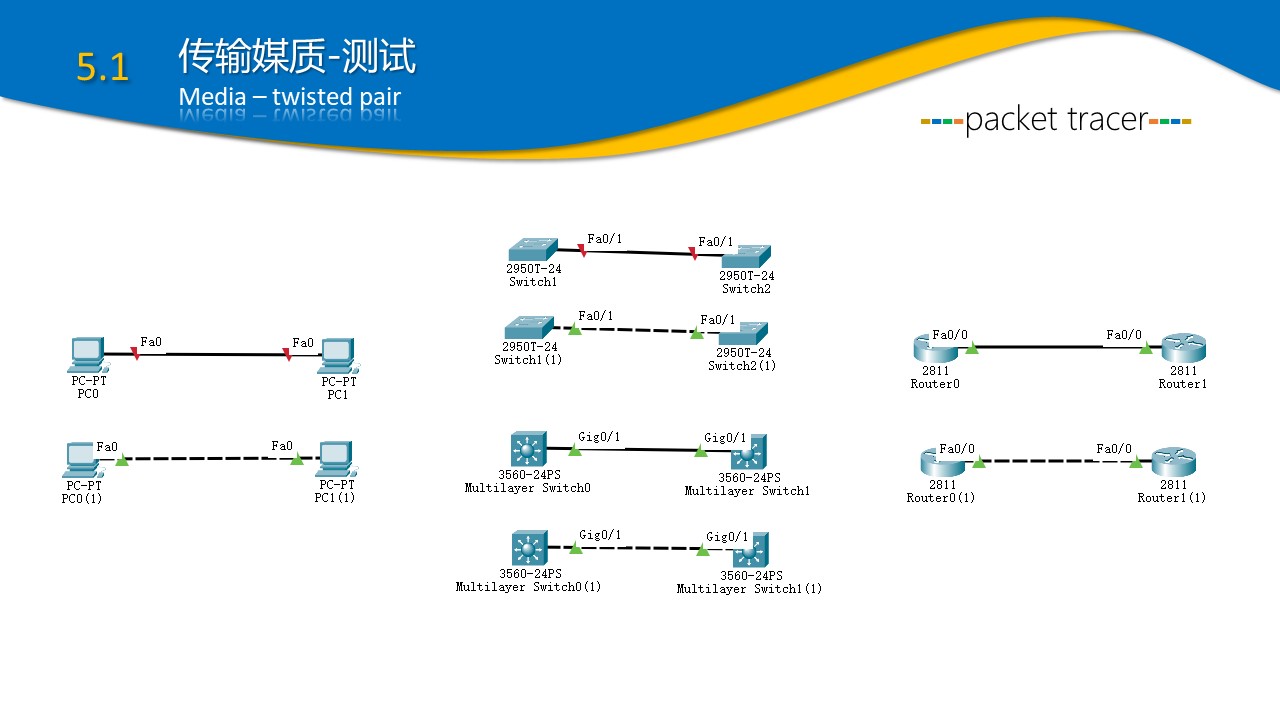 5.1
传输媒质-测试
Media – twisted pair
packet tracer
Fa0/1
Fa0/1
2950T-24
Switch1
2950T-24
Switch2
Fa0/1
Fa0/1
2950T-24
Switch1(1)
2950T-24
Switch2(1)
Fa0
Fa0
PC-PT
PC0
PC-PT
PC1
Fa0
Fa0
PC-PT
PC0(1)
PC-PT
PC1(1)
Gig0/1
Gig0/1
3560-24PS
Multilayer Switch0
3560-24PS
Multilayer Switch1
Gig0/1
Gig0/1
3560-24PS
Multilayer Switch0(1)
3560-24PS
Multilayer Switch1(1)
Fa0/0
Fa0/0
2811
Router0
2811
Router1
Fa0/0
Fa0/0
2811
Router0(1)
2811
Router1(1)